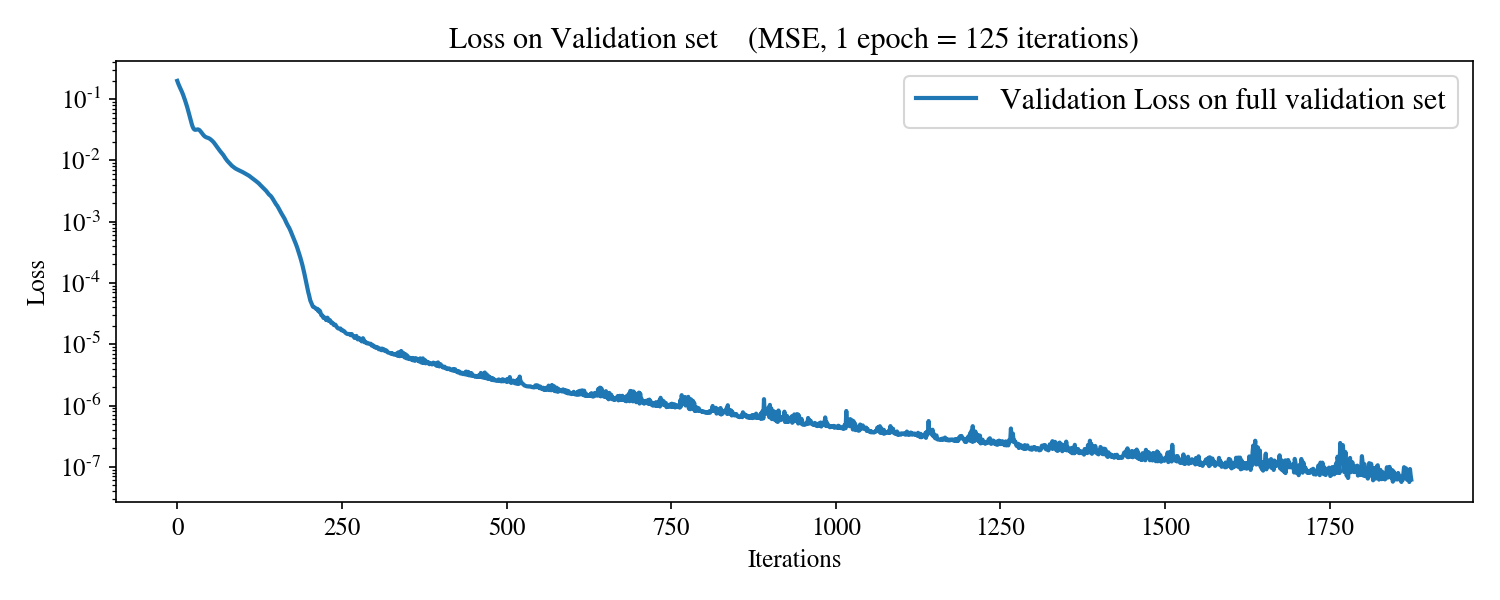 Loss on Validation set    (MSE, 1 epoch = 125 iterations)
Validation Loss on full validation set
Loss
10⁻¹
10⁻²
10⁻³
10⁻⁴
10⁻⁵
10⁻⁶
10⁻⁷
0 250 500 750 1000 1250 1500 1750
Iterations